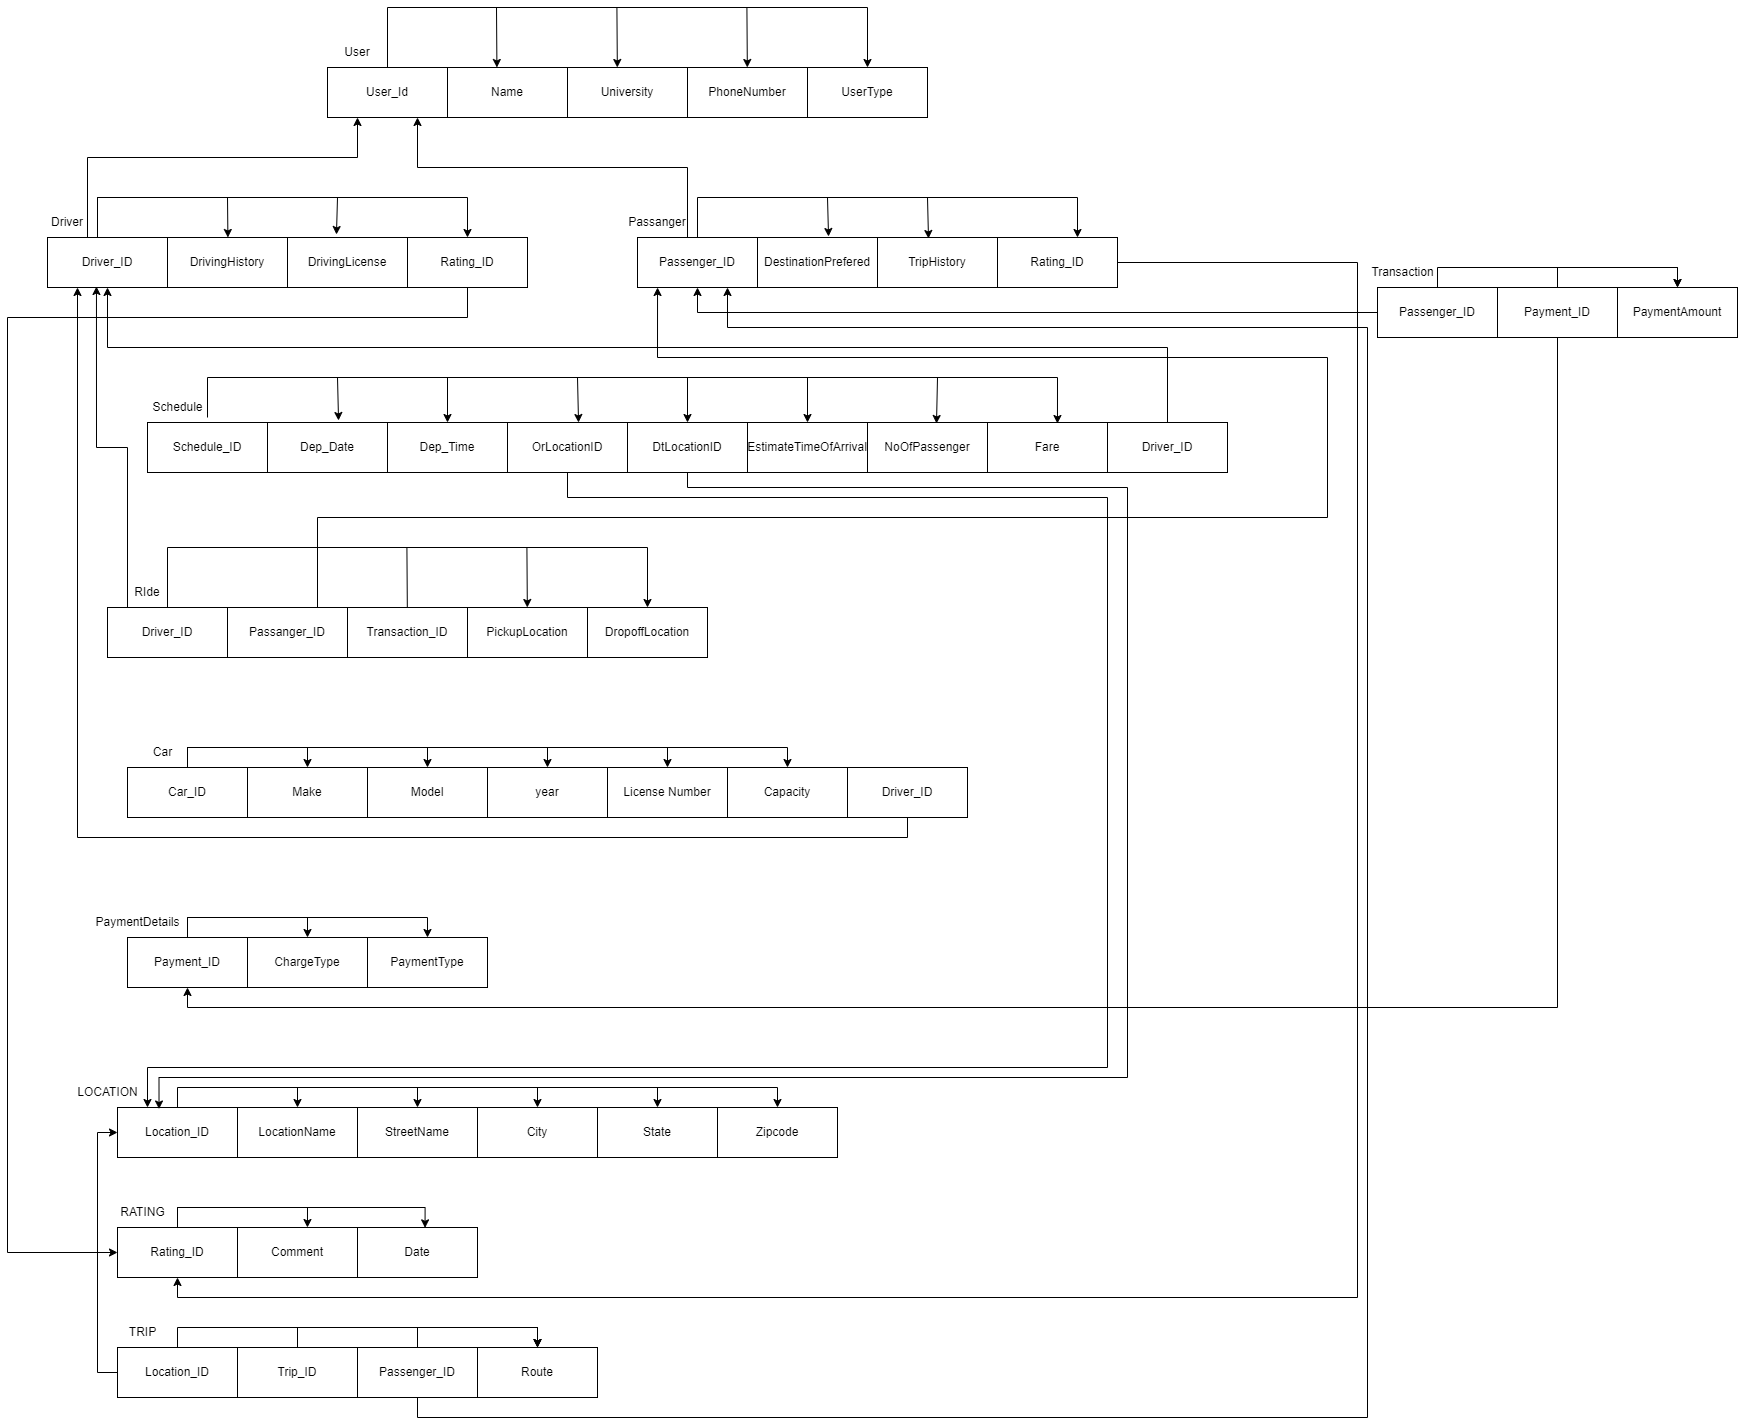 User
User_Id Name University PhoneNumber UserType
Driver
Driver_ID DrivingHistory DrivingLicense Rating_ID
Passanger
Passenger_ID DestinationPrefered TripHistory Rating_ID
Transaction
Passenger_ID Payment_ID PaymentAmount
Schedule
Schedule_ID Dep_Date Dep_Time OrLocationID DtLocationID EstimateTimeOfArrival NoOfPassenger Fare Driver_ID
RIde
Driver_ID Passanger_ID Transaction_ID PickupLocation DropoffLocation
Car
Car_ID Make Model year License Number Capacity Driver_ID
PaymentDetails
Payment_ID ChargeType PaymentType
LOCATION
Location_ID LocationName StreetName City State Zipcode
RATING
Rating_ID Comment Date
TRIP
Location_ID Trip_ID Passenger_ID Route